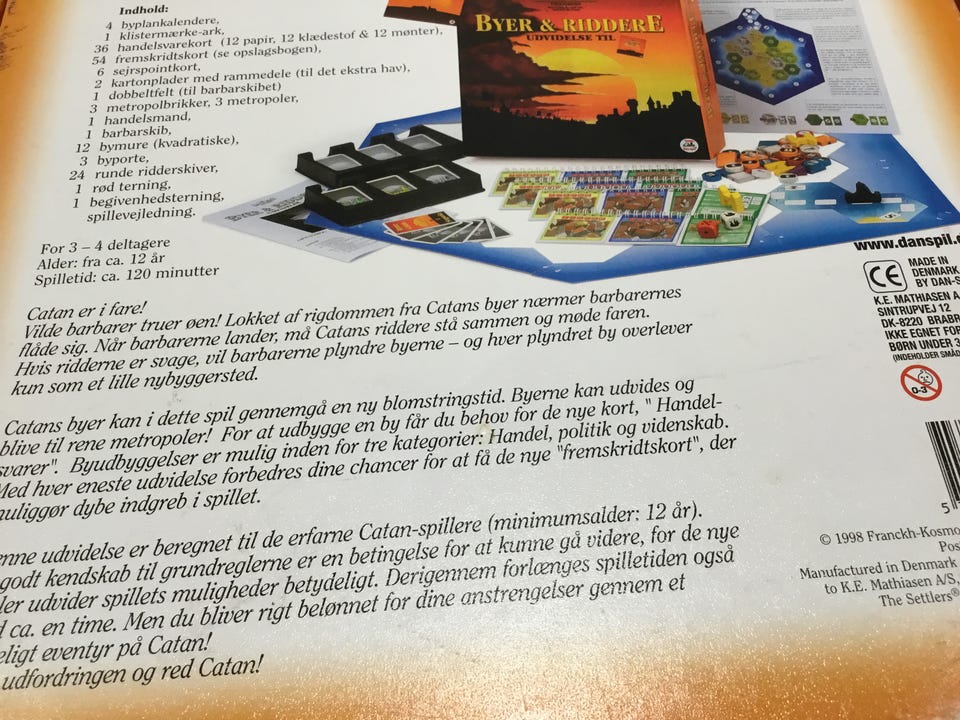 Indhold:
4 byplankalendere,
1 klistermærke-ark,
36 handelsvarekort (12 papir, 12 klædestof & 12 mønter),
54 fremskridtskort (se opslagsbogen),
6 sejrspointkort,
2 kartonplader med rammedele (til det ekstra hav),
1 dobbeltfelt (til barbarskibet)
3 metropolbrikker, 3 metropoler,
1 handelsmand,
1 barbarskib,
12 bymure (kvadratiske),
3 byporte,
24 runde ridderskiver,
1 rød terning,
1 begivenhedsterning,
spillevejledning.
For 3 – 4 deltagere
Alder: fra ca. 12 år
Spilletid: ca. 120 minutter
BYER & RIDDERE
UDVIDELSE TIL
www.danspil.
CE
MADE IN
DENMARK
BY DAN-S
K.E. MATHIASEN A
SINTRUPVEJ 12
DK-8220 BRABR
IKKE EGNET FOR
BØRN UNDER 3
(INDEHOLDER SMÅD
0-3
Catan er i fare!
Vilde barbarer truer øen! Lokket af rigdommen fra Catans byer nærmer barbarernes
flåde sig. Når barbarerne lander, må Catans riddere stå sammen og møde faren.
Hvis ridderne er svage, vil barbarerne plyndre byerne – og hver plyndret by overlever
kun som et lille nybyggersted.
Catans byer kan i dette spil gennemgå en ny blomstringstid. Byerne kan udvides og
blive til rene metropoler! For at udbygge en by får du behov for de nye kort, " Handel-
svarer". Byudbyggelser er mulig inden for tre kategorier: Handel, politik og videnskab.
Med hver eneste udvidelse forbedres dine chancer for at få de nye "fremskridtskort", der
muliggør dybe indgreb i spillet.
enne udvidelse er beregnet til de erfarne Catan-spillere (minimumsalder: 12 år).
godt kendskab til grundreglerne er en betingelse for at kunne gå videre, for de nye
ler udvider spillets muligheder betydeligt. Derigennem forlænges spilletiden også
d ca. en time. Men du bliver rigt belønnet for dine anstrengelser gennem et
eligt eventyr på Catan!
udfordringen og red Catan!
5
© 1998 Franckh-Kosmo
Pos
Manufactured in Denmark
to K.E. Mathiasen A/S,
The Settlers®